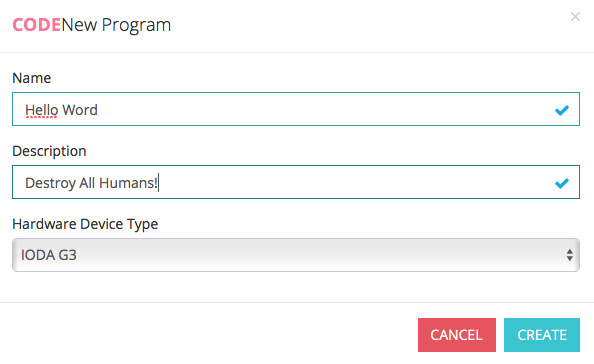 CODENew Program
×
Name
Hello Word
Description
Destroy All Humans!
Hardware Device Type
IODA G3
CANCEL CREATE